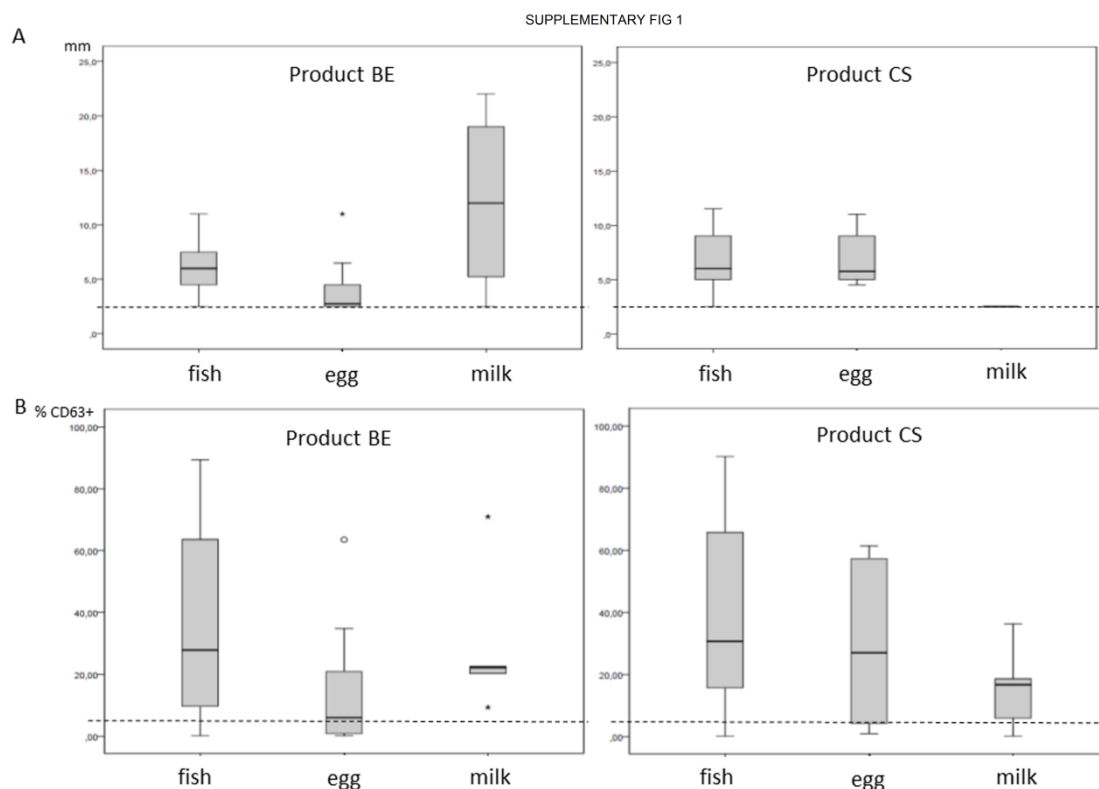 SUPPLEMENTARY FIG 1
A
mm
Product BE
Product CS
25,0
20,0
15,0
10,0
5,0
,0
25,0
20,0
15,0
10,0
5,0
,0
*
fish egg milk
fish egg milk
B % CD63+
Product BE
Product CS
100,00
80,00
60,00
40,00
20,00
,00
100,00
80,00
60,00
40,00
20,00
,00
*
*
fish egg milk
fish egg milk